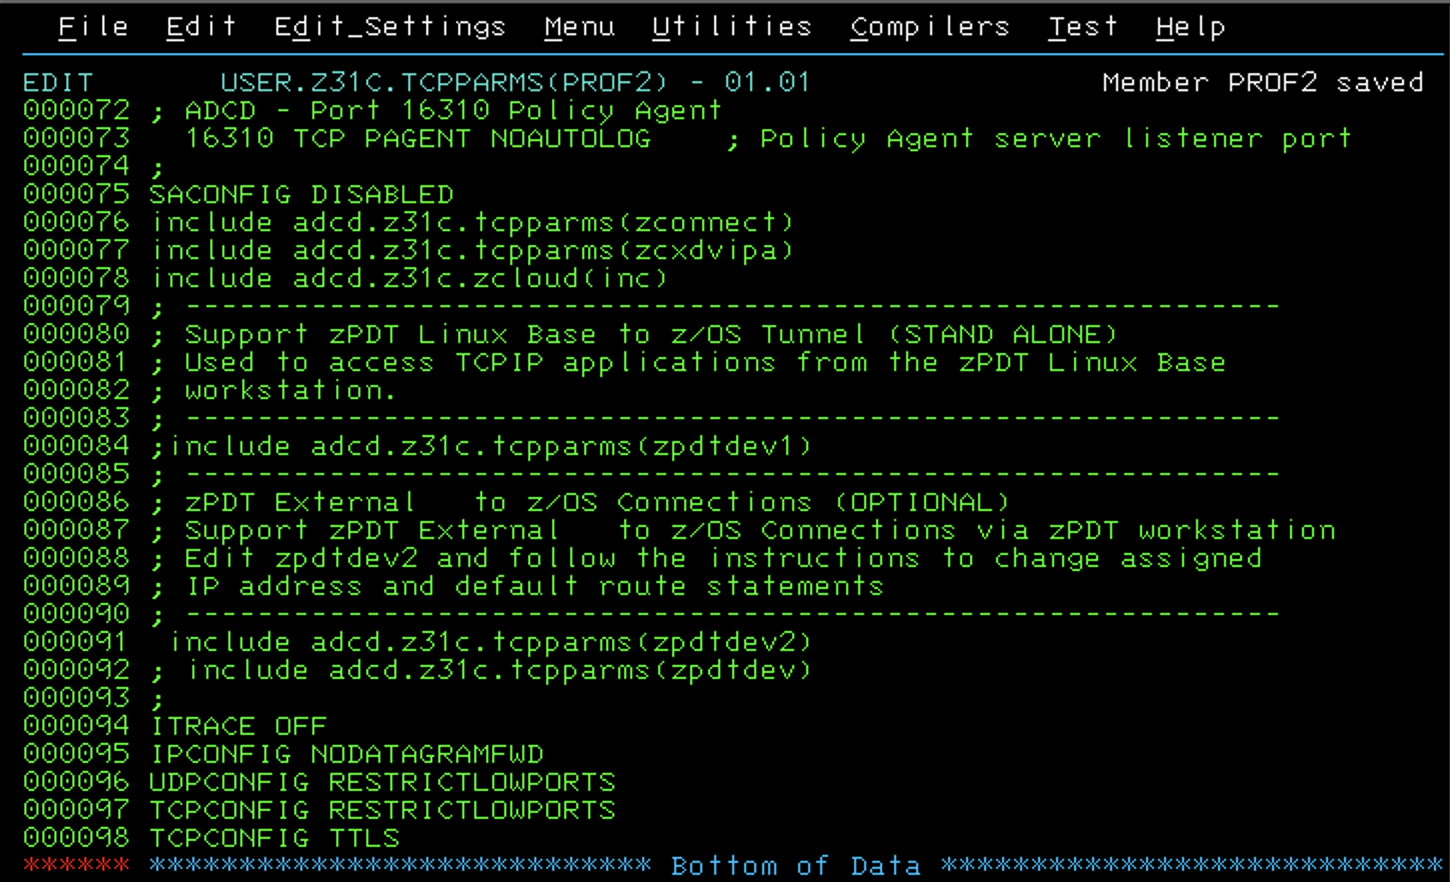 File Edit Edit_Settings Menu Utilities Compilers Test Help
EDIT USER.Z31C.TCPPARMS(PROF2) - 01.01 Member PROF2 saved
000072 ; ADCD - Port 16310 Policy Agent
000073 16310 TCP PAGENT NOAUTOLOG ; Policy Agent server listener port
000074 ;
000075 SACONFIG DISABLED
000076 include adcd.z31c.tcpparms(zconnect)
000077 include adcd.z31c.tcpparms(zcxdvipa)
000078 include adcd.z31c.zcloud(inc)
000079 ; -------------------------------------------------------------
000080 ; Support zPDT Linux Base to z/OS Tunnel (STAND ALONE)
000081 ; Used to access TCPIP applications from the zPDT Linux Base
000082 ; workstation.
000083 ; -------------------------------------------------------------
000084 ;include adcd.z31c.tcpparms(zpdtdev1)
000085 ; -------------------------------------------------------------
000086 ; zPDT External to z/OS Connections (OPTIONAL)
000087 ; Support zPDT External to z/OS Connections via zPDT workstation
000088 ; Edit zpdtdev2 and follow the instructions to change assigned
000089 ; IP address and default route statements
000090 ; -------------------------------------------------------------
000091 include adcd.z31c.tcpparms(zpdtdev2)
000092 ; include adcd.z31c.tcpparms(zpdtdev)
000093 ;
000094 ITRACE OFF
000095 IPCONFIG NODATAGRAMFWD
000096 UDPCONFIG RESTRICTLOWPORTS
000097 TCPCONFIG RESTRICTLOWPORTS
000098 TCPCONFIG TTLS
****** **************************** Bottom of Data ****************************